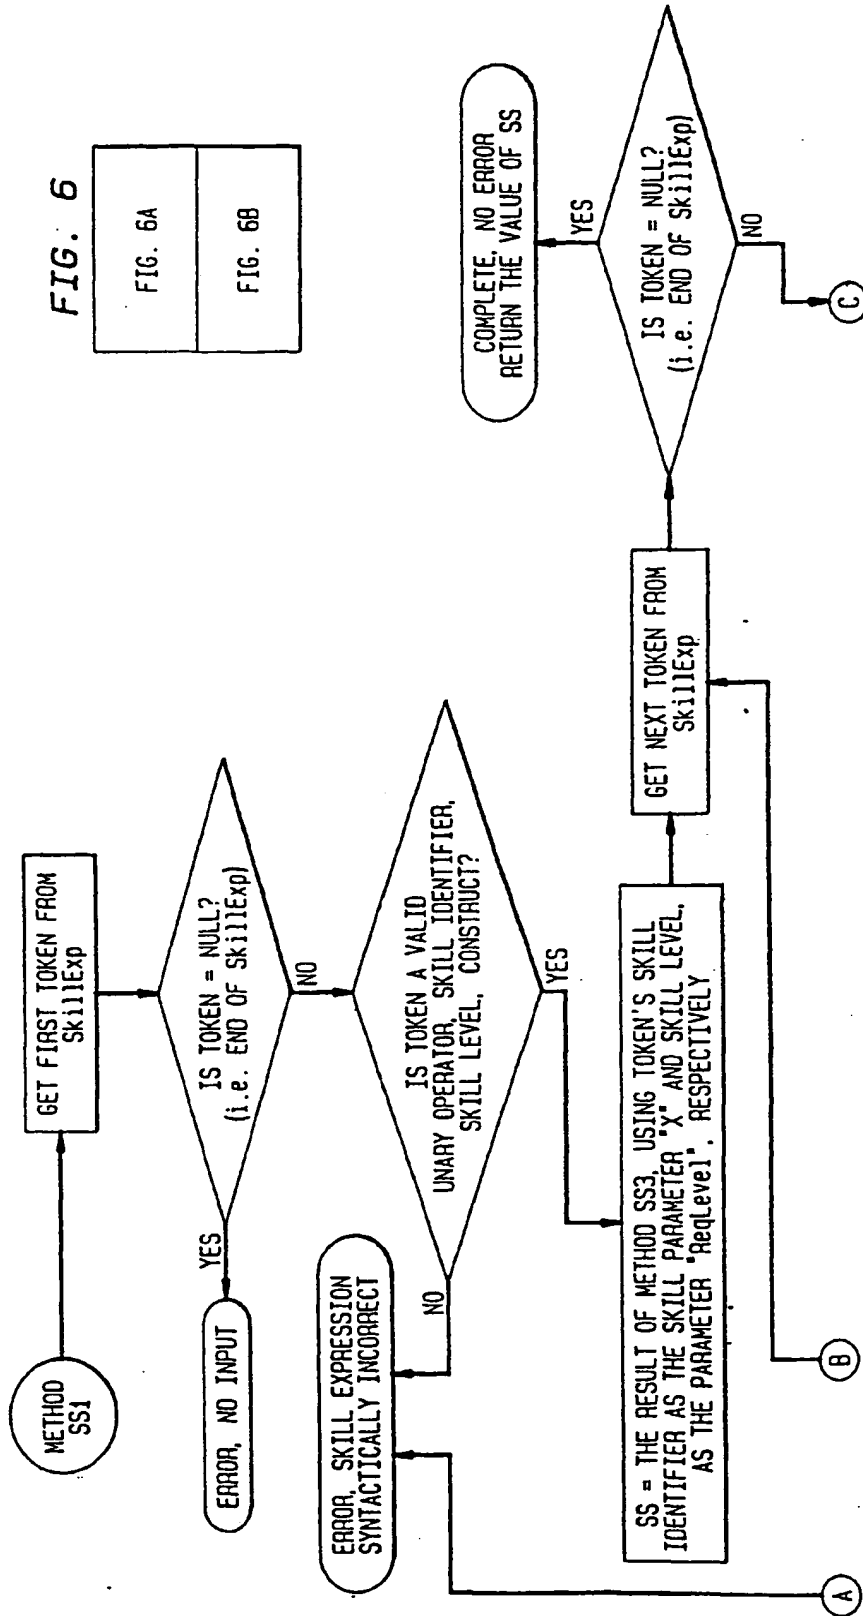 FIG. 6
FIG. 6A
FIG. 6B
METHOD
SS1
GET FIRST TOKEN FROM
SkillExp
IS TOKEN = NULL?
(i.e. END OF SkillExp)
YES
NO
ERROR, NO INPUT
IS TOKEN A VALID
UNARY OPERATOR, SKILL IDENTIFIER,
SKILL LEVEL, CONSTRUCT?
NO
YES
ERROR, SKILL EXPRESSION
SYNTACTICALLY INCORRECT
SS = THE RESULT OF METHOD SS3, USING TOKEN'S SKILL
IDENTIFIER AS THE SKILL PARAMETER "X" AND SKILL LEVEL,
AS THE PARAMETER "ReqLevel", RESPECTIVELY
GET NEXT TOKEN FROM
SkillExp
IS TOKEN = NULL?
(i.e. END OF SkillExp)
YES
NO
COMPLETE, NO ERROR
RETURN THE VALUE OF SS
A
B
C